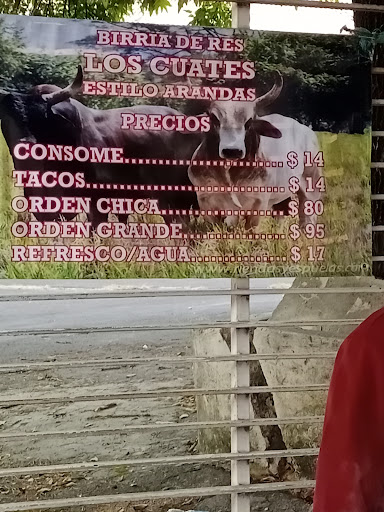 BIRRIA DE RES
LOS CUATES
ESTILO ARANDAS
PRECIOS
CONSOME.......................$ 14
TACOS............................$ 14
ORDEN CHICA..................$ 80
ORDEN GRANDE..............$ 95
REFRESCO/AGUA.............$ 17